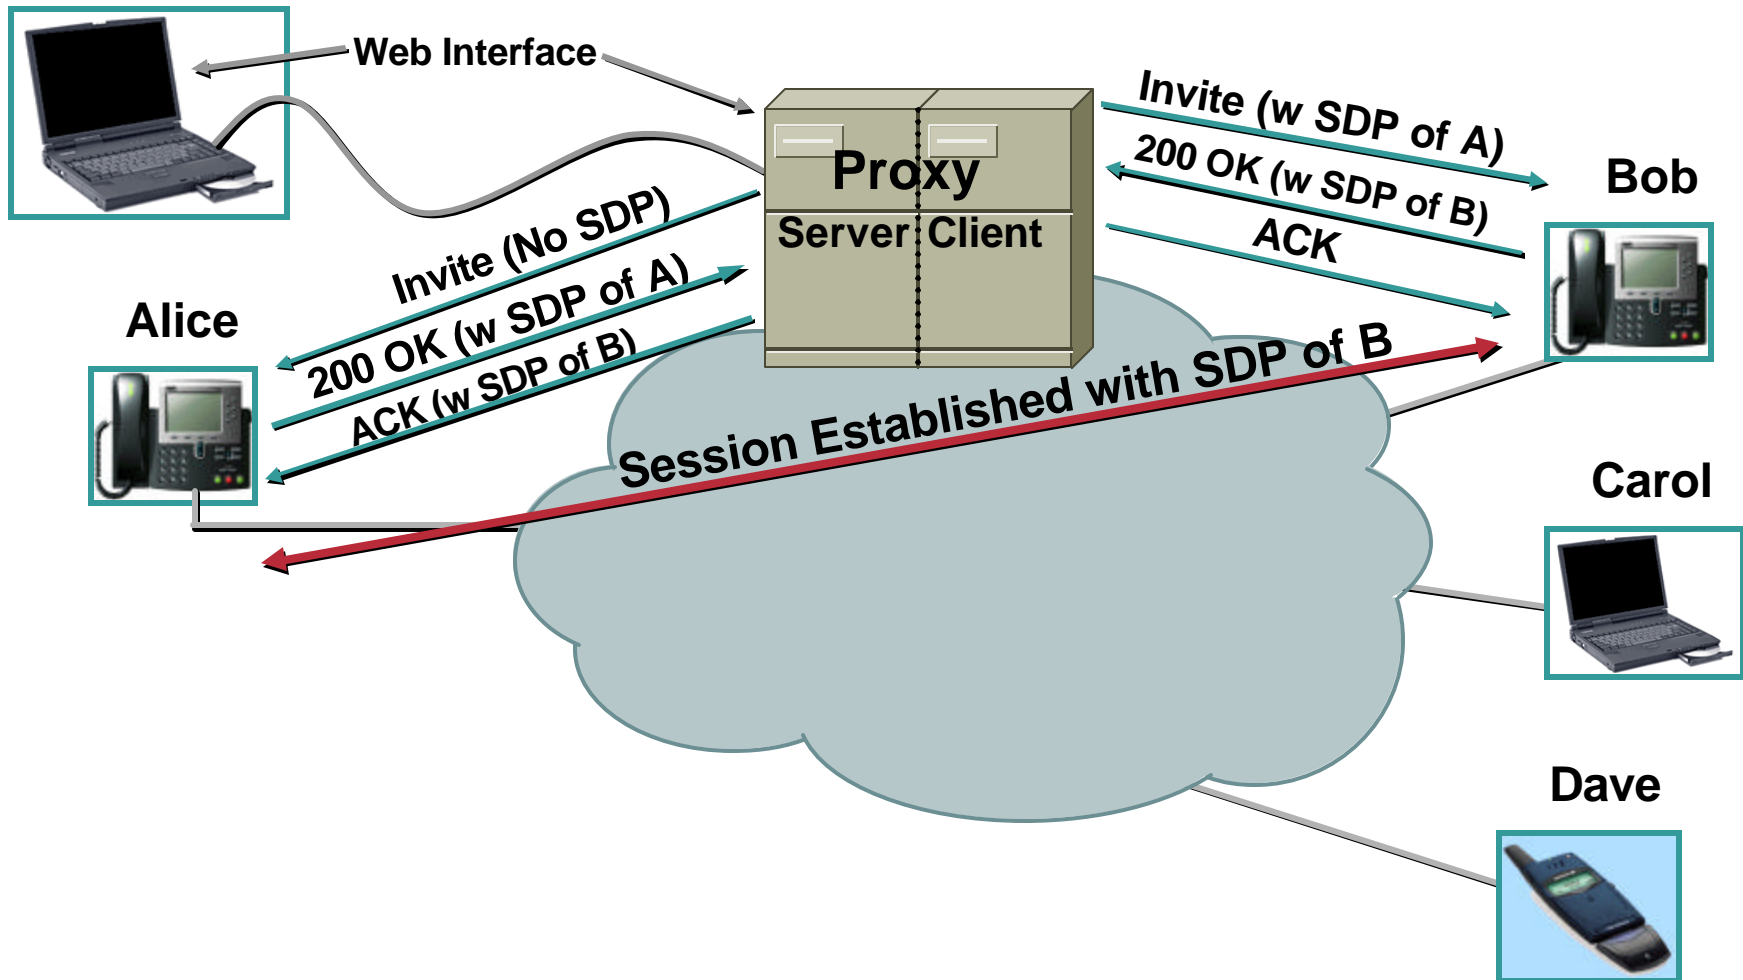 Web Interface
Invite (w SDP of A)
200 OK (w SDP of B)
ACK
Bob
Proxy
Server Client
Invite (No SDP)
200 OK (w SDP of A)
ACK (w SDP of B)
Alice
Session Established with SDP of B
Carol
Dave